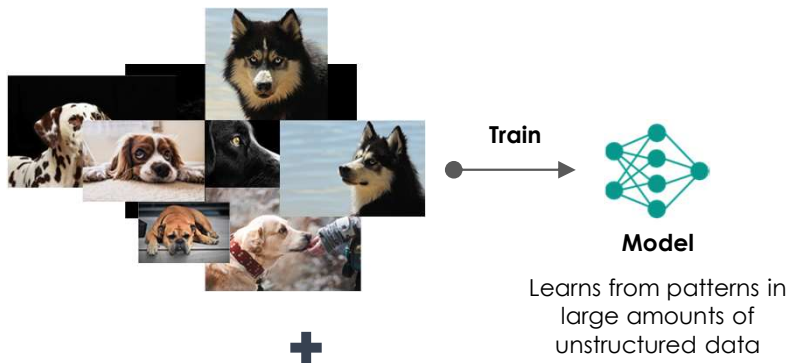 Train
Model
Learns from patterns in
large amounts of
unstructured data